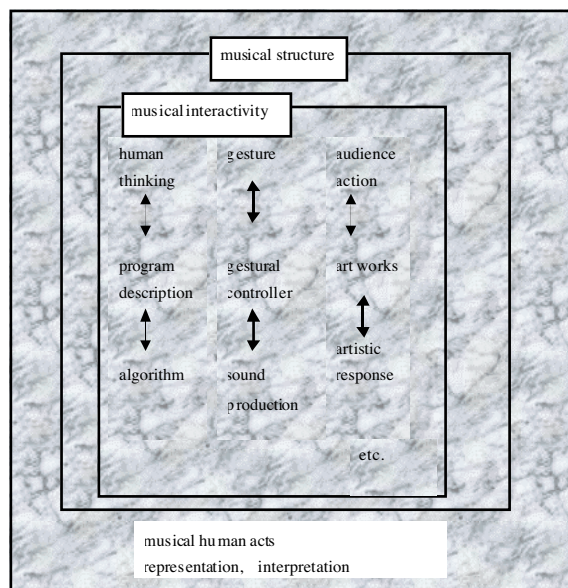 musical structure
musical interactivity
human
thinking
program
description
algorithm
gesture
gestural
controller
sound
production
audience
action
art works
artistic
response
etc.
musical human acts
representation, interpretation